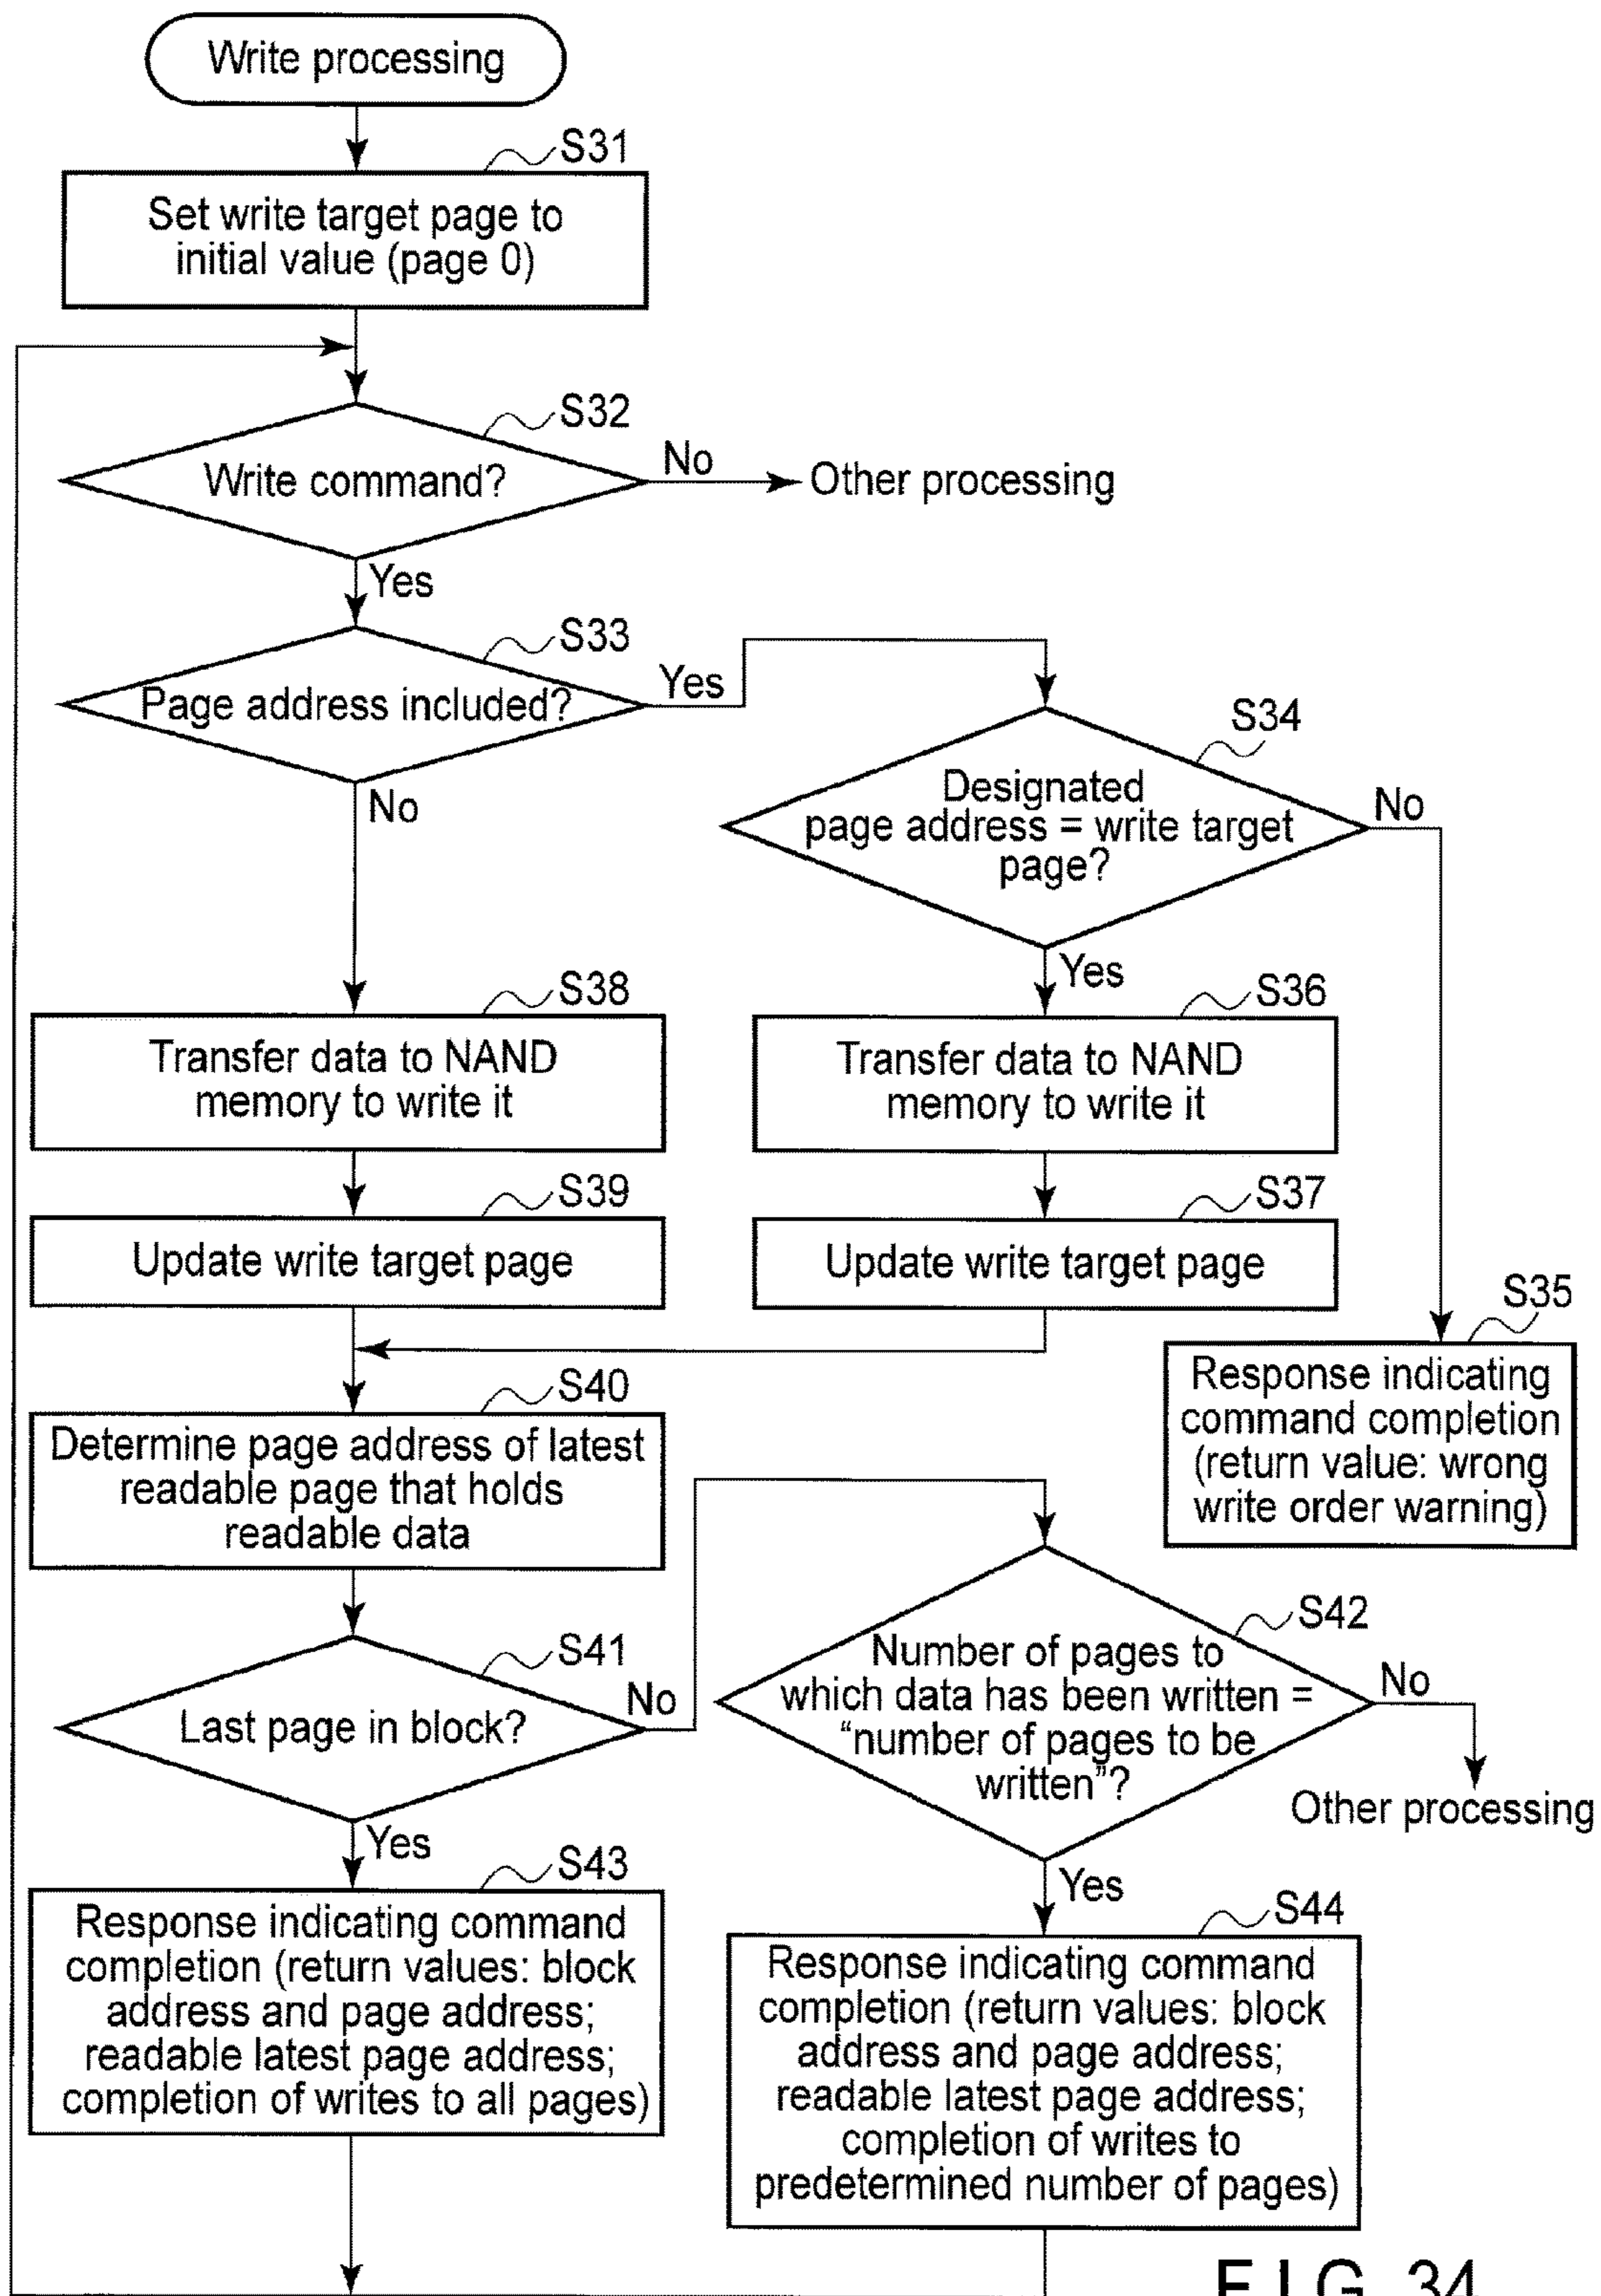 Write processing
S31
Set write target page to
initial value (page 0)
S32
Write command?
No
Other processing
Yes
S33
Page address included?
Yes
No
S34
Designated
page address = write target
page?
No
Yes
S38
Transfer data to NAND
memory to write it
S36
Transfer data to NAND
memory to write it
S39
Update write target page
S37
Update write target page
S35
Response indicating
command completion
(return value: wrong
write order warning)
S40
Determine page address of latest
readable page that holds
readable data
S41
Last page in block?
No
Yes
S42
Number of pages to
which data has been written =
“number of pages to be
written”?
No
Other processing
Yes
S43
Response indicating command
completion (return values: block
address and page address;
readable latest page address;
completion of writes to all pages)
S44
Response indicating command
completion (return values: block
address and page address;
readable latest page address;
completion of writes to
predetermined number of pages)
FIG. 34